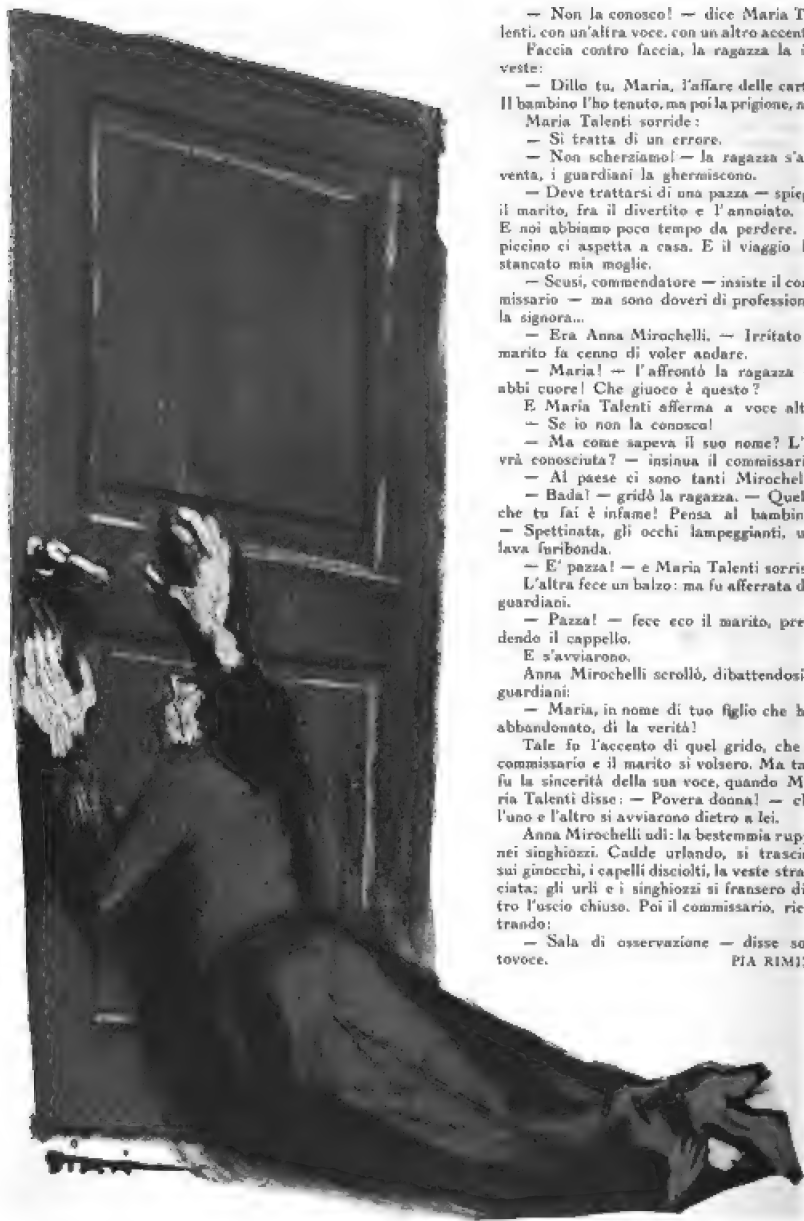 — Non la conosco! — dice Maria T
lenti, con un'altra voce, con un altro accent
Faccia contro faccia, la ragazza la i
veste:
— Dillo tu, Maria, l'affare delle cart
Il bambino l'ho tenuto, ma poi la prigione, n
Maria Talenti sorride:
— Si tratta di un errore.
— Non scherziamo! — la ragazza s'a
venta, i guardiani la ghermiscono.
— Deve trattarsi di una pazza — spieg
il marito, fra il divertito e l'annoiato.
E noi abbiamo poco tempo da perdere.
piccino ci aspetta a casa. E il viaggio h
stancato mia moglie.
— Scusi, commendatore — insiste il com
missario — ma sono doveri di profession
la signora...
— Era Anna Mirochelli. — Irritato
marito fa cenno di voler andare.
— Maria! — l'affrontò la ragazza
abbi cuore! Che giuoco è questo?
E Maria Talenti afferma a voce alt
— Se io non la conosco!
— Ma come sapeva il suo nome? L'
vrà conosciuta? — insinua il commissari
— Al paese ci sono tanti Mirochel
— Bada! — gridò la ragazza. — Quel
che tu fai è infame! Pensa al bambin
— Spettinata, gli occhi lampeggianti, u
lava furibonda.
— E' pazza! — e Maria Talenti sorris
L'altra fece un balzo: ma fu afferrata d
guardiani.
— Pazza! — fece eco il marito, pre
dendo il cappello.
E s'avviarono.
Anna Mirochelli scrollò, dibattendosi
guardiani:
— Maria, in nome di tuo figlio che h
abbandonato, di la verità!
Tale fu l'accento di quel grido, che
commissario e il marito si volsero. Ma ta
fu la sincerità della sua voce, quando M
ria Talenti disse: — Povera donna! — ch
l'uno e l'altro si avviarono dietro a lei.
Anna Mirochelli udì: la bestemmia rupp
nei singhiozzi. Cadde urlando, si trascin
sui ginocchi, i capelli disciolti, la veste stra
ciata; gli urli e i singhiozzi si fransero di
tro l'uscio chiuso. Poi il commissario, rie
trando:
— Sala di osservazione — disse so
tovoce.
PIA RIMI